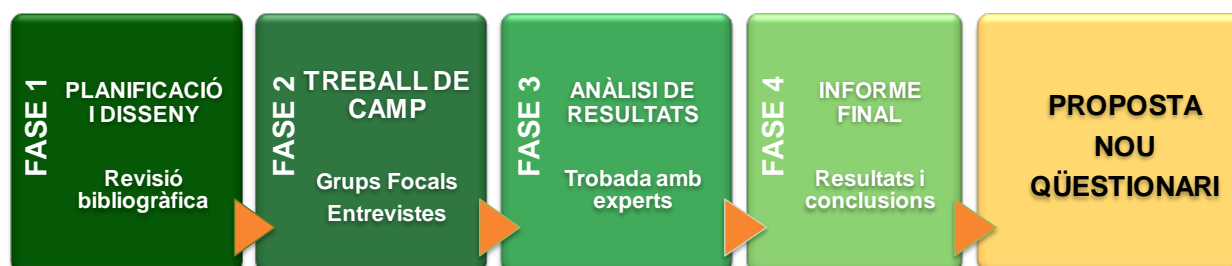 FASE 1
PLANIFICACIÓ
I DISSENY
Revisió
bibliogràfica
FASE 2
TREBALL DE
CAMP
Grups Focals
Entrevistes
FASE 3
ANÀLISI DE
RESULTATS
Trobada amb
experts
FASE 4
INFORME
FINAL
Resultats i
conclusions
PROPOSTA
NOU
QÜESTIONARI